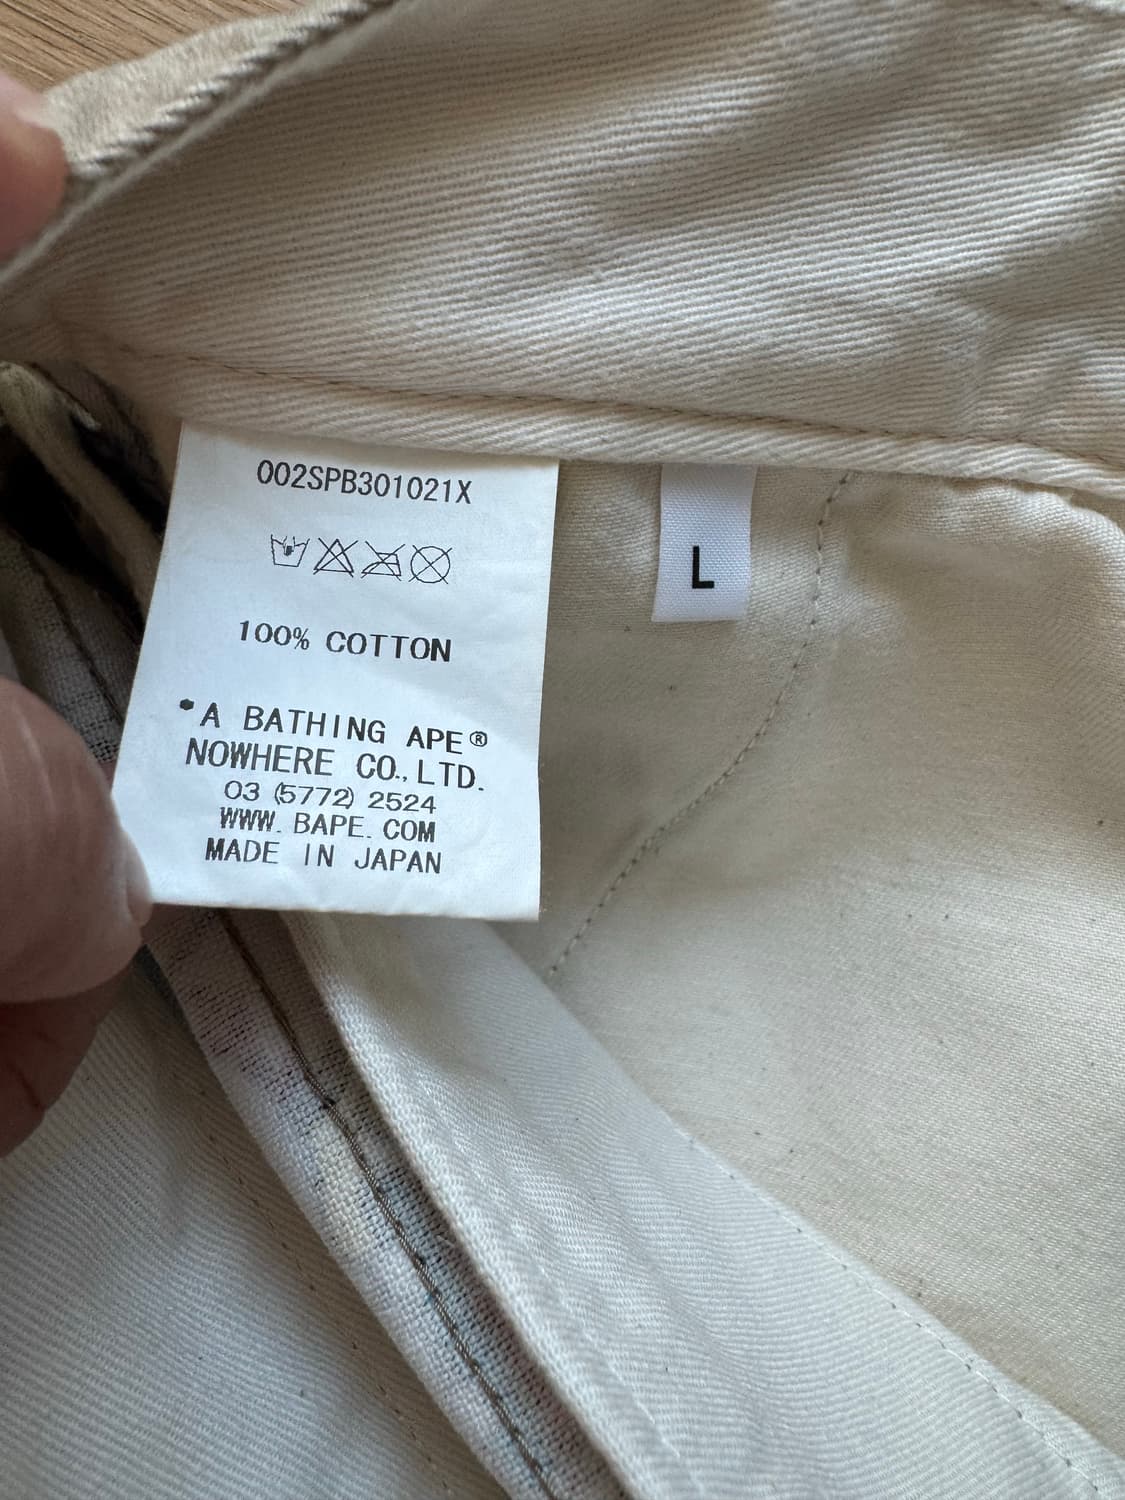 002SPB301021X
100% COTTON
A BATHING APE®
NOWHERE CO., LTD.
03 (5772) 2524
WWW. BAPE. COM
MADE IN JAPAN
L